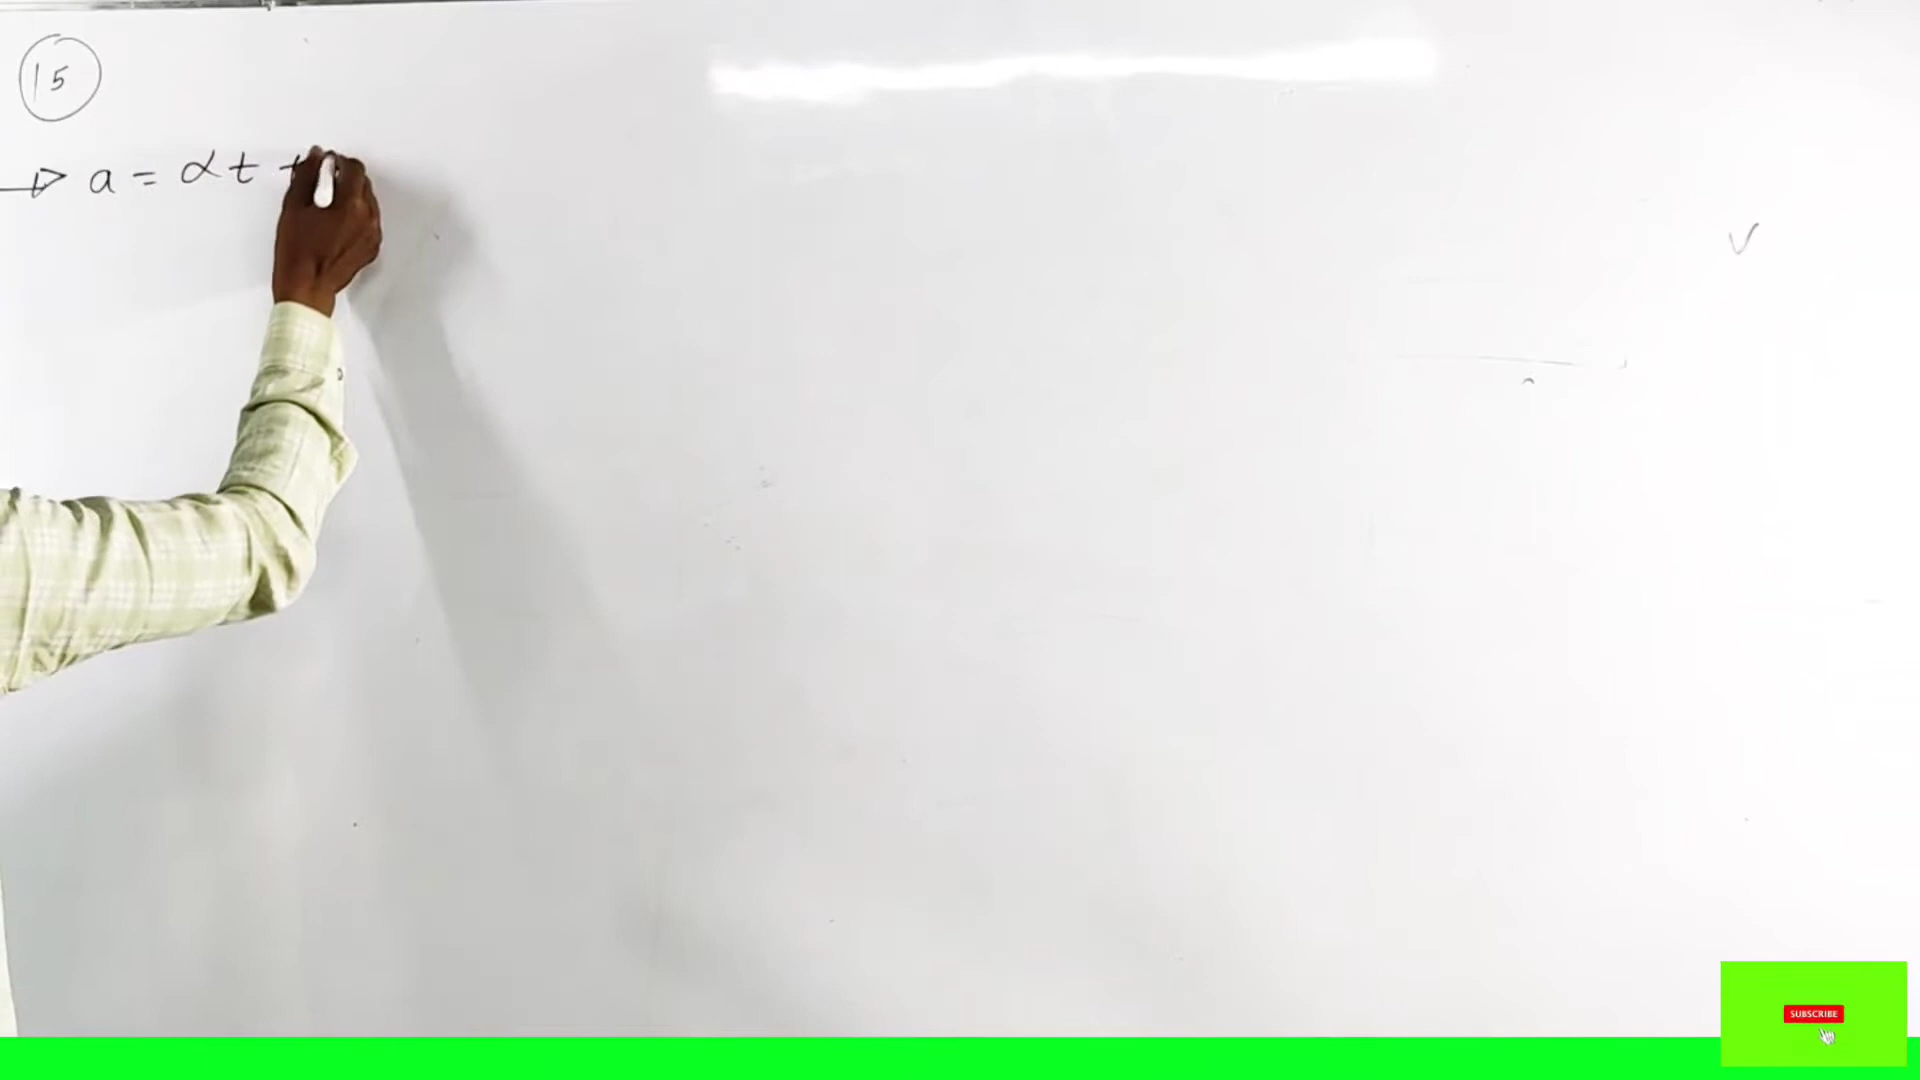 15
→ a = αt +
V
SUBSCRIBE